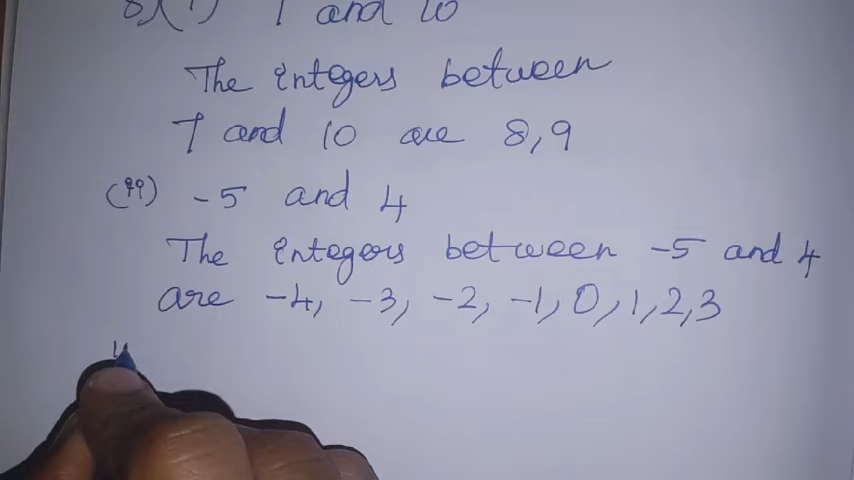 8)(i) 7 and 10
The integers between
7 and 10 are 8,9
(ii) -5 and 4
The integers between -5 and 4
are -4, -3, -2, -1, 0, 1, 2, 3